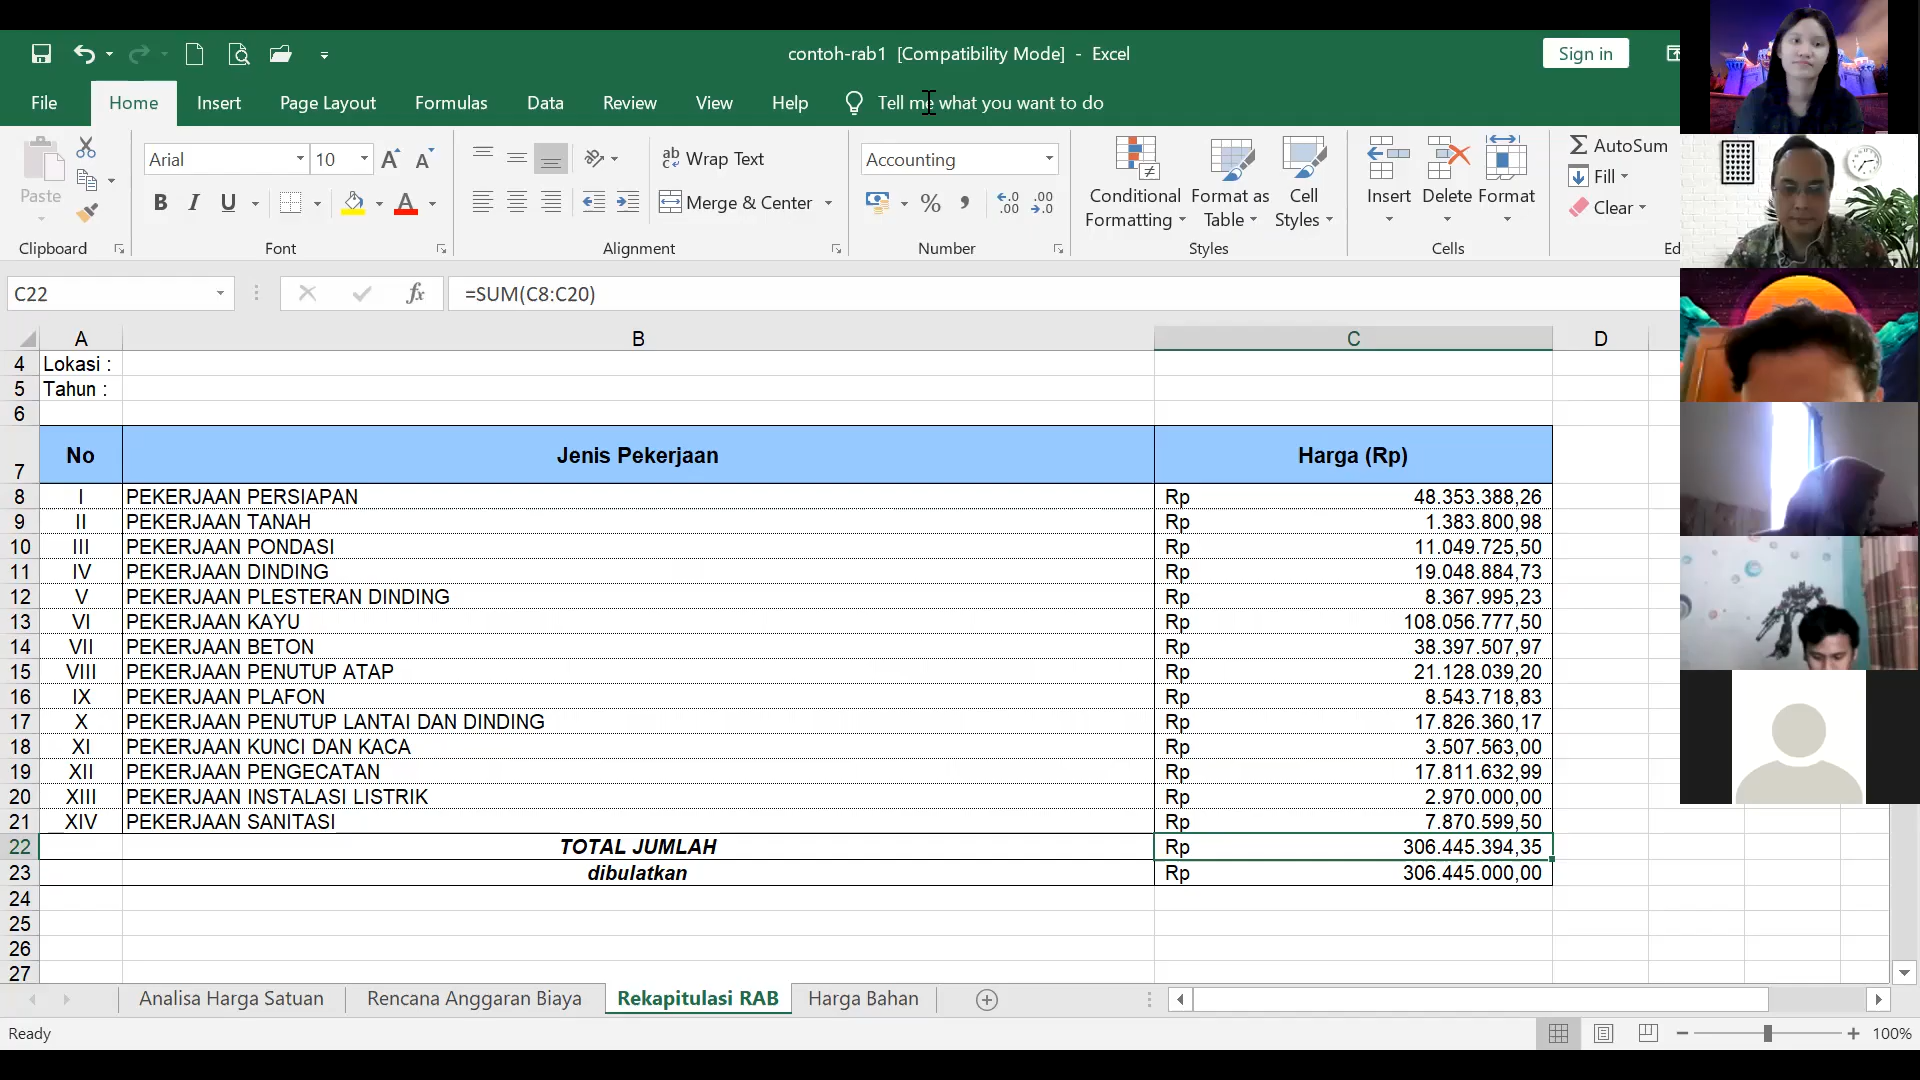 contoh-rab1 [Compatibility Mode] - Excel
Sign in
File Home Insert Page Layout Formulas Data Review View Help Tell me what you want to do
Paste
Clipboard
Arial 10
B I U
Font
Wrap Text
Merge & Center
Alignment
Accounting
% ,
Number
Conditional Formatting
Format as Table
Cell Styles
Styles
Insert Delete Format
Cells
AutoSum
Fill
Clear
Ed
C22 fx =SUM(C8:C20)
A B C D
4 Lokasi :
5 Tahun :
6
7 No Jenis Pekerjaan Harga (Rp)
8 I PEKERJAAN PERSIAPAN Rp 48.353.388,26
9 II PEKERJAAN TANAH Rp 1.383.800,98
10 III PEKERJAAN PONDASI Rp 11.049.725,50
11 IV PEKERJAAN DINDING Rp 19.048.884,73
12 V PEKERJAAN PLESTERAN DINDING Rp 8.367.995,23
13 VI PEKERJAAN KAYU Rp 108.056.777,50
14 VII PEKERJAAN BETON Rp 38.397.507,97
15 VIII PEKERJAAN PENUTUP ATAP Rp 21.128.039,20
16 IX PEKERJAAN PLAFON Rp 8.543.718,83
17 X PEKERJAAN PENUTUP LANTAI DAN DINDING Rp 17.826.360,17
18 XI PEKERJAAN KUNCI DAN KACA Rp 3.507.563,00
19 XII PEKERJAAN PENGECATAN Rp 17.811.632,99
20 XIII PEKERJAAN INSTALASI LISTRIK Rp 2.970.000,00
21 XIV PEKERJAAN SANITASI Rp 7.870.599,50
22 TOTAL JUMLAH Rp 306.445.394,35
23 dibulatkan Rp 306.445.000,00
24
25
26
27
Analisa Harga Satuan Rencana Anggaran Biaya Rekapitulasi RAB Harga Bahan
Ready
100%